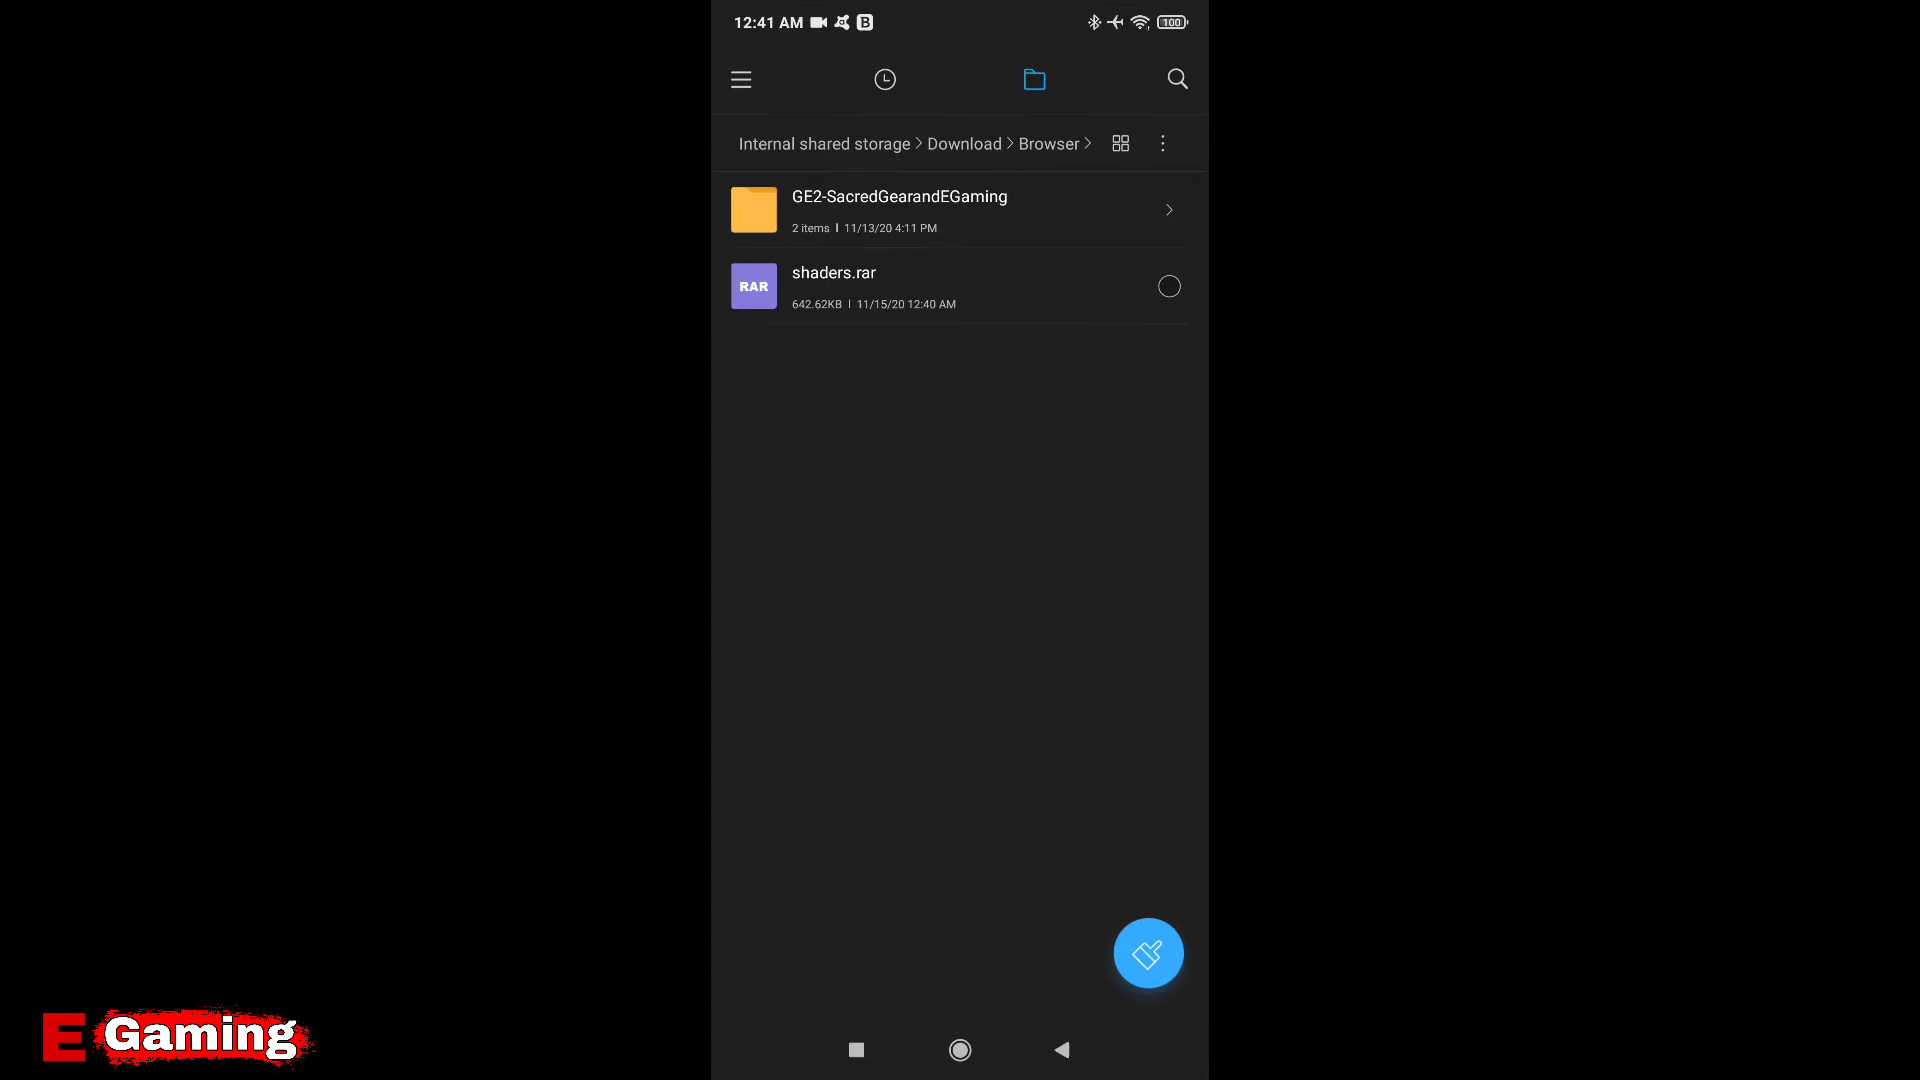 12:41 AM B 100
Internal shared storage > Download > Browser >
GE2-SacredGearandEGaming
2 items | 11/13/20 4:11 PM
RAR
shaders.rar
642.62KB | 11/15/20 12:40 AM
E Gaming